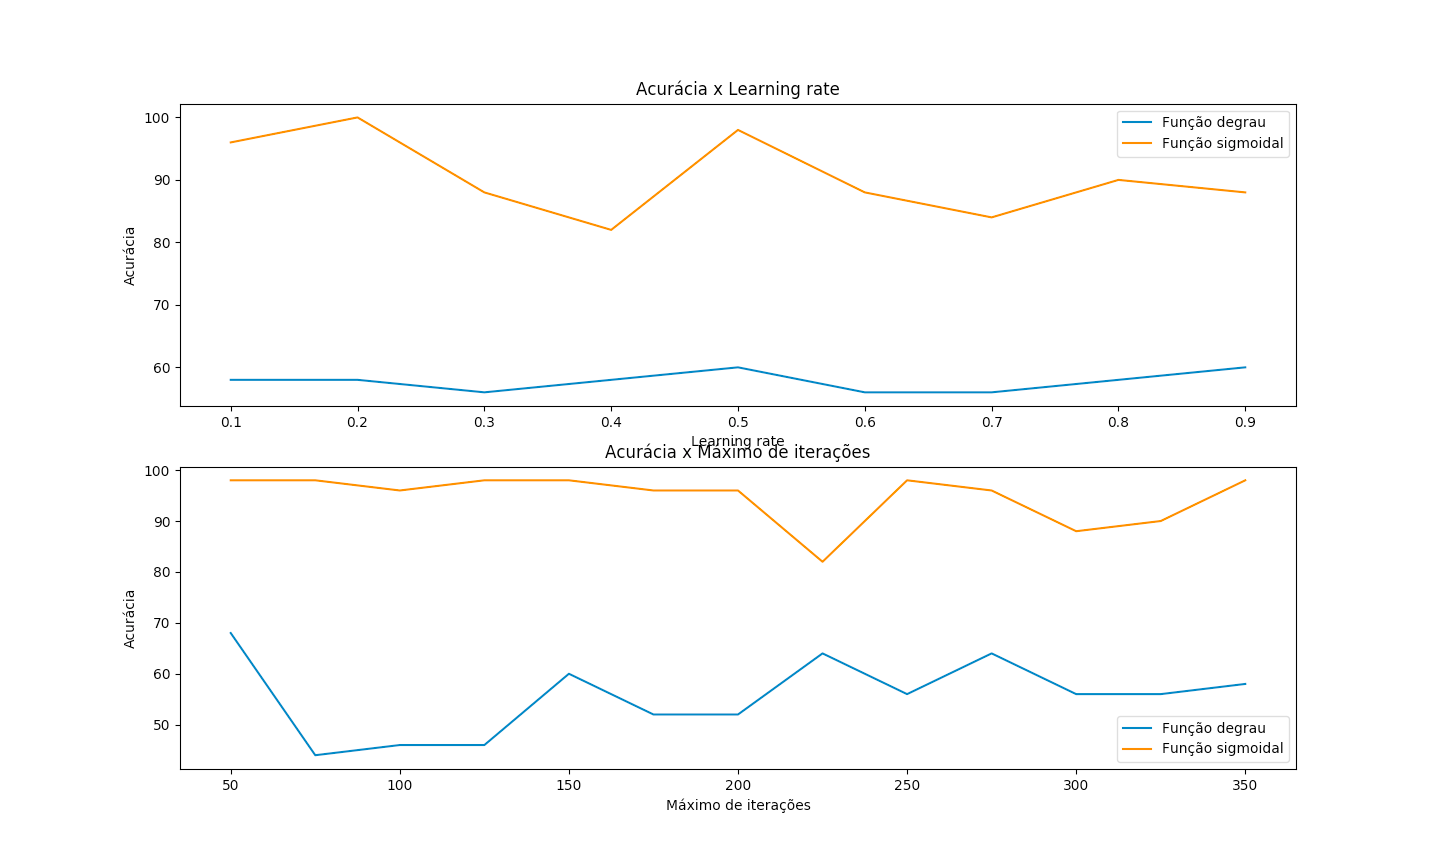 Acurácia x Learning rate
Acurácia
100
90
80
70
60
Função degrau
Função sigmoidal
0.1 0.2 0.3 0.4 0.5 0.6 0.7 0.8 0.9
Learning rate
Acurácia x Máximo de iterações
Acurácia
100
90
80
70
60
50
Função degrau
Função sigmoidal
50 100 150 200 250 300 350
Máximo de iterações